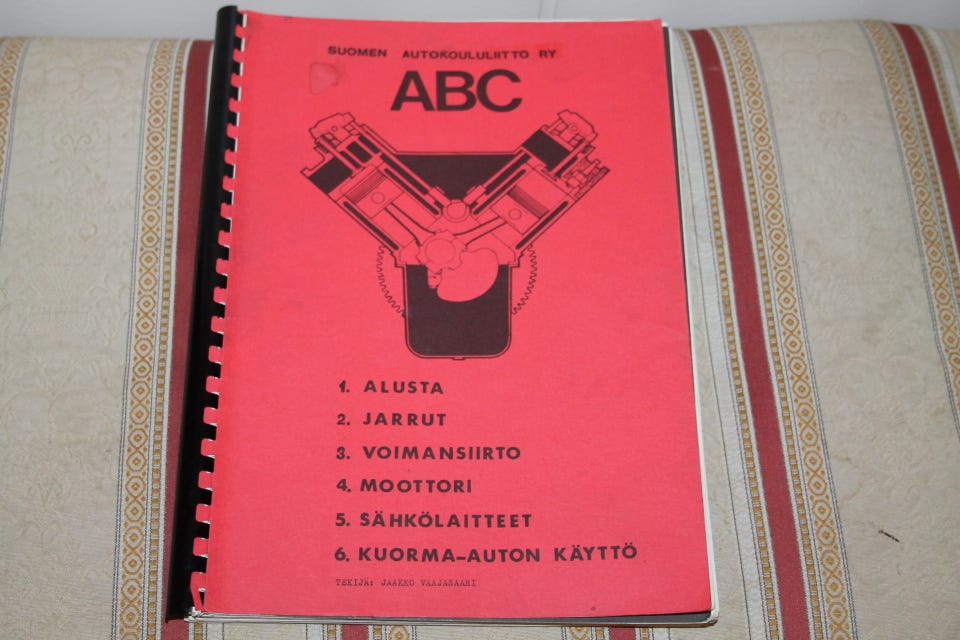 SUOMEN AUTOKOULULIITTO RY
ABC
1. ALUSTA
2. JARRUT
3. VOIMANSIIRTO
4. MOOTTORI
5. SÄHKÖLAITTEET
6. KUORMA-AUTON KÄYTTÖ
TEKIJÄ: JAAKKO VAAJASAARI